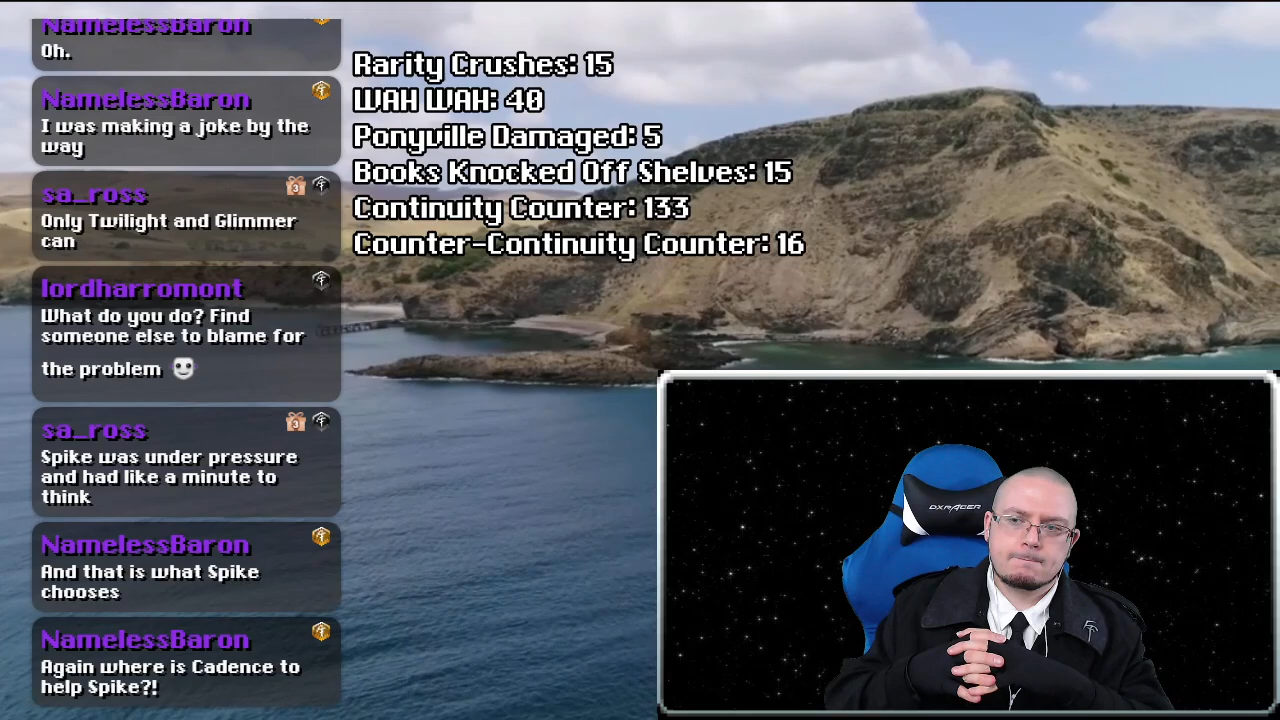 NamelessBaron
Oh.
NamelessBaron
I was making a joke by the
way
sa_ross
3
Only Twilight and Glimmer
can
lordharromont
What do you do? Find
someone else to blame for
the problem
sa_ross
3
Spike was under pressure
and had like a minute to
think
NamelessBaron
And that is what Spike
chooses
NamelessBaron
Again where is Cadence to
help Spike?!
Rarity Crushes: 15
WAH WAH: 40
Ponyville Damaged: 5
Books Knocked Off Shelves: 15
Continuity Counter: 133
Counter-Continuity Counter: 16
DXRACER